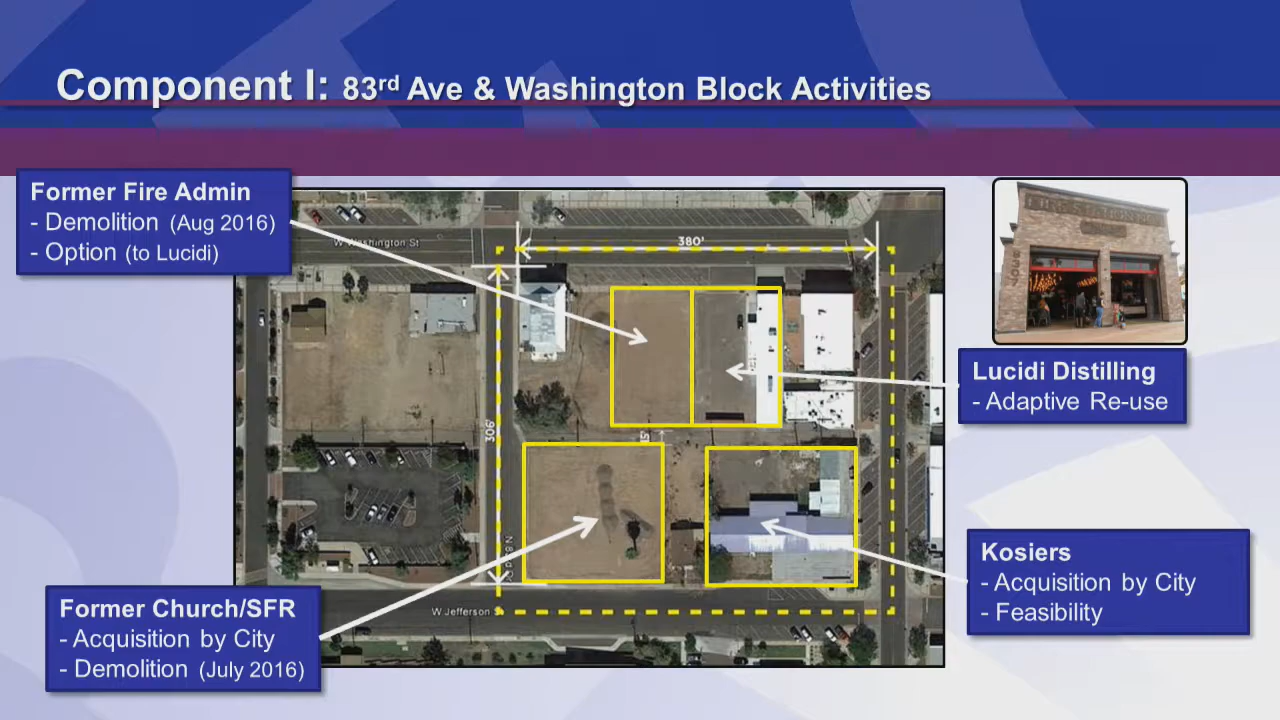 Component I: 83rd Ave & Washington Block Activities
Former Fire Admin
- Demolition (Aug 2016)
- Option (to Lucidi)
W Washington St
380'
306'
15'
Lucidi Distilling
- Adaptive Re-use
Kosiers
- Acquisition by City
- Feasibility
Former Church/SFR
- Acquisition by City
- Demolition (July 2016)
W Jefferson St